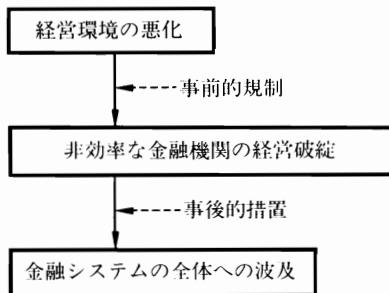 経営環境の悪化
事前的規制
非効率な金融機関の経営破綻
事後的措置
金融システムの全体への波及